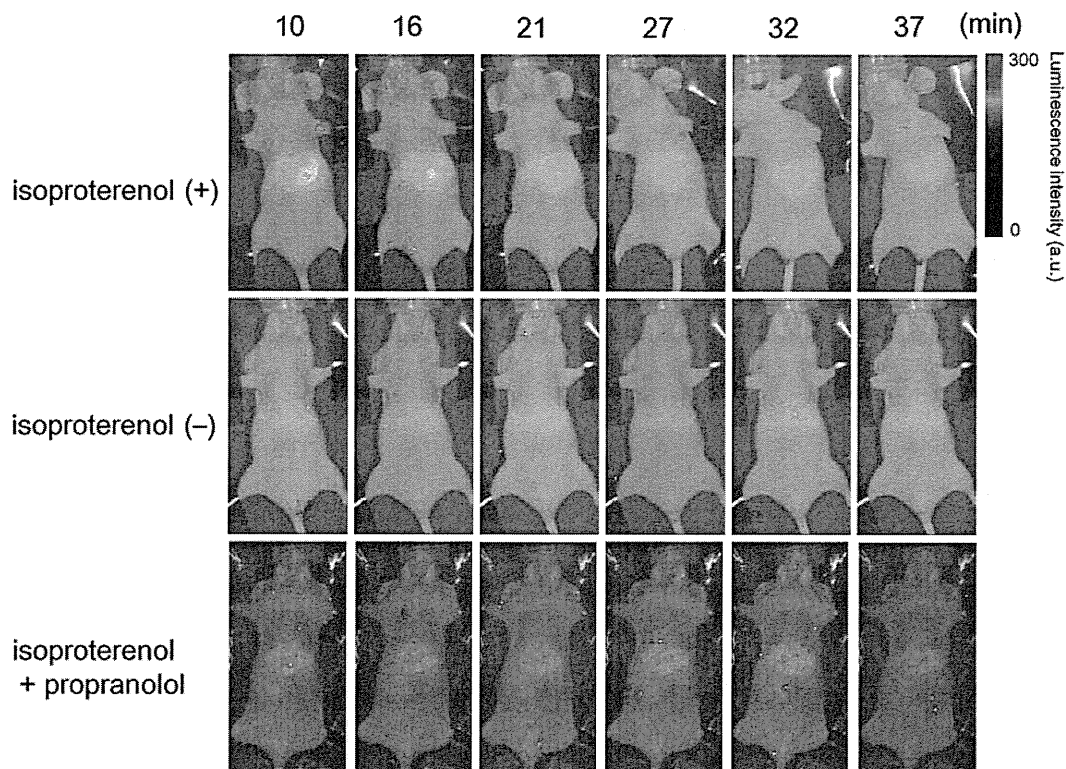 10 16 21 27 32 37 (min)
isoproterenol (+)
300
0
Luminescence intensity (a.u.)
isoproterenol (–)
isoproterenol
+ propranolol